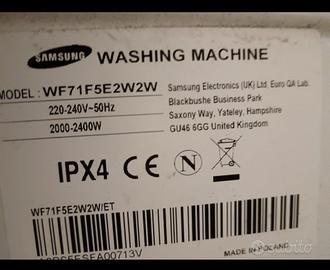 SAMSUNG WASHING MACHINE
MODEL: WF71F5E2W2W
220-240V~50Hz
2000-2400W
Samsung Electronics (UK) Ltd. Euro QA Lab.
Blackbushe Business Park
Saxony Way, Yateley, Hampshire
GU46 6GG United Kingdom
IPX4 CE N
WF71F5E2W2W/ET
MADE IN POLAND
subito